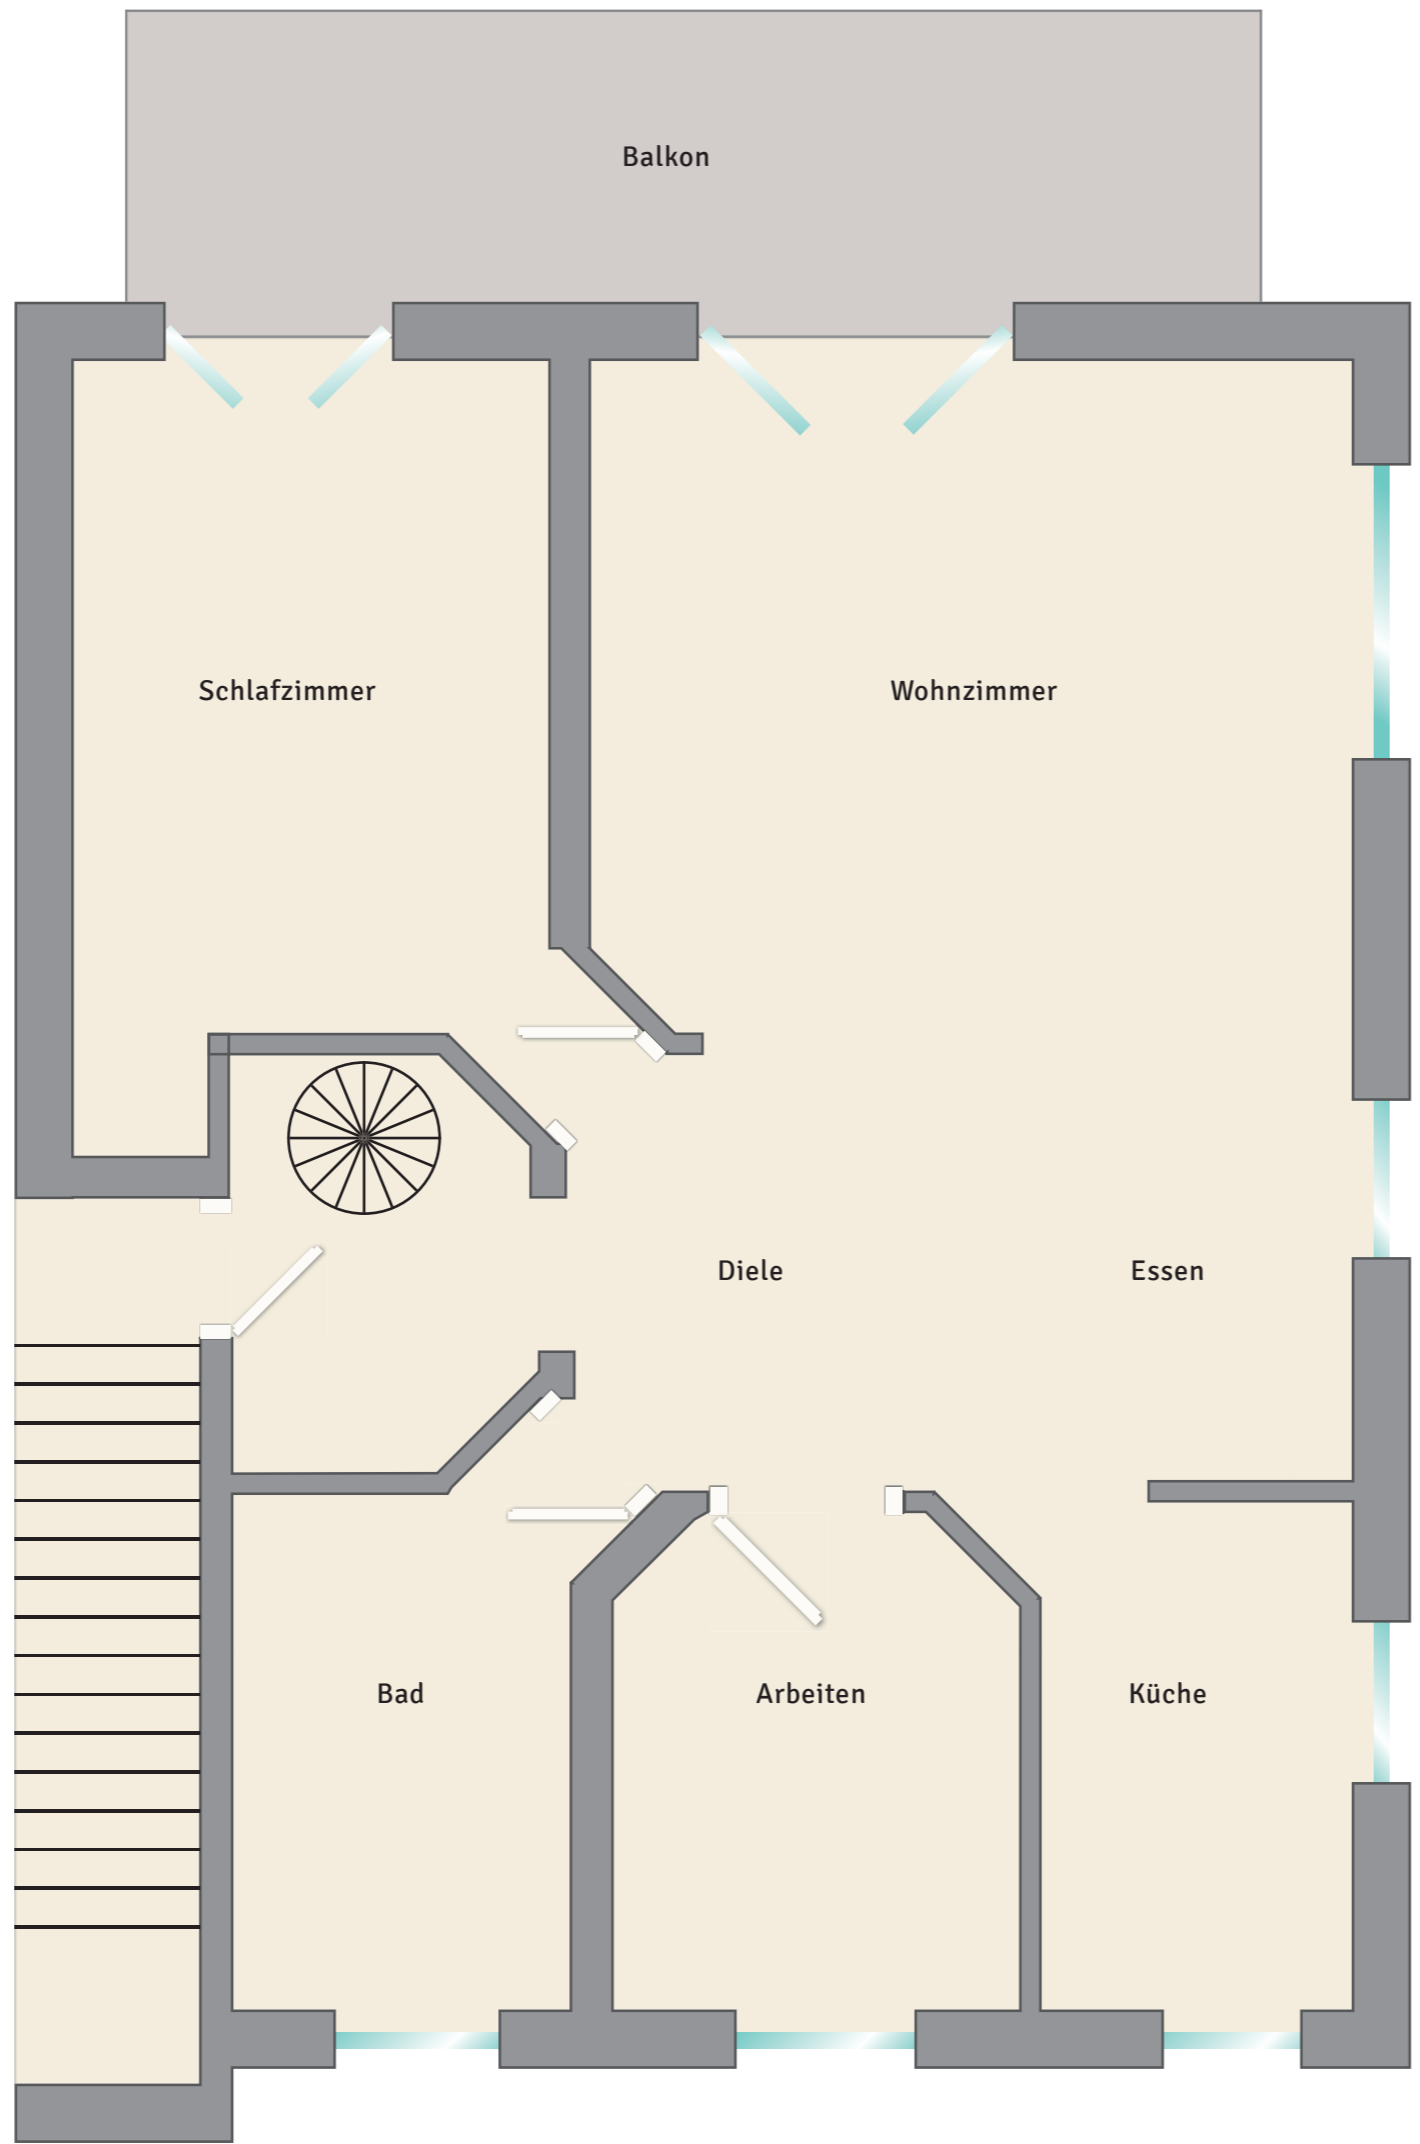 Balkon
Schlafzimmer
Wohnzimmer
Diele
Essen
Bad
Arbeiten
Küche